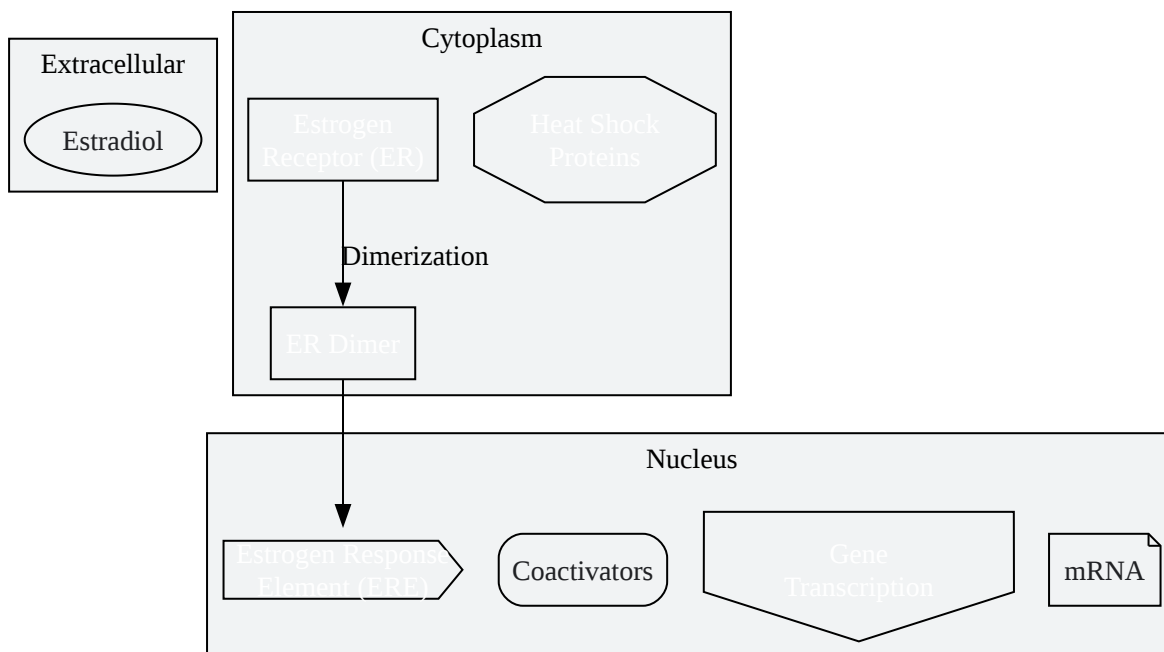 Extracellular
Estradiol
Cytoplasm
Estrogen
Receptor (ER)
Heat Shock
Proteins
Dimerization
ER Dimer
Nucleus
Estrogen Response
Element (ERE)
Coactivators
Gene
Transcription
mRNA